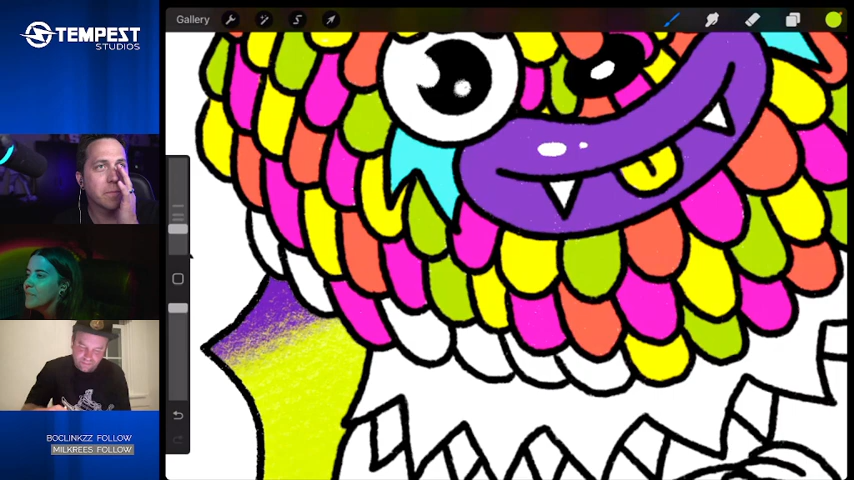 TEMPEST
STUDIOS
Gallery
BOCLINKZZ FOLLOW
MILKREES FOLLOW